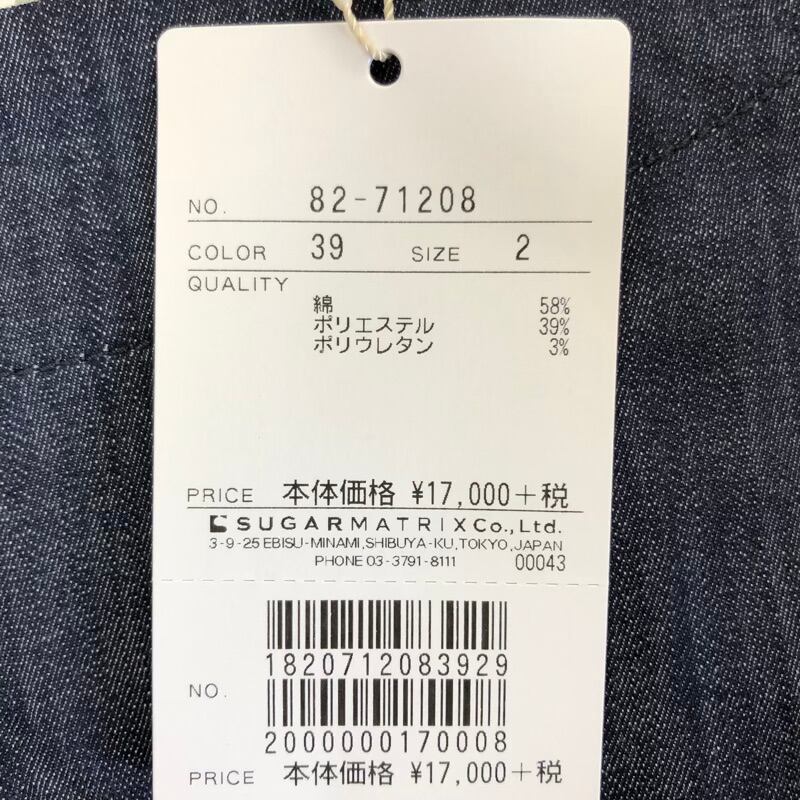 NO. 82-71208
COLOR 39 SIZE 2
QUALITY
綿 58%
ポリエステル 39%
ポリウレタン 3%
PRICE 本体価格 ¥17,000+税
SUGARMATRIX Co., Ltd.
3-9-25 EBISU-MINAMI, SHIBUYA-KU, TOKYO, JAPAN
PHONE 03-3791-8111 00043
1820712083929
NO.
2000000170008
PRICE 本体価格 ¥17,000+税